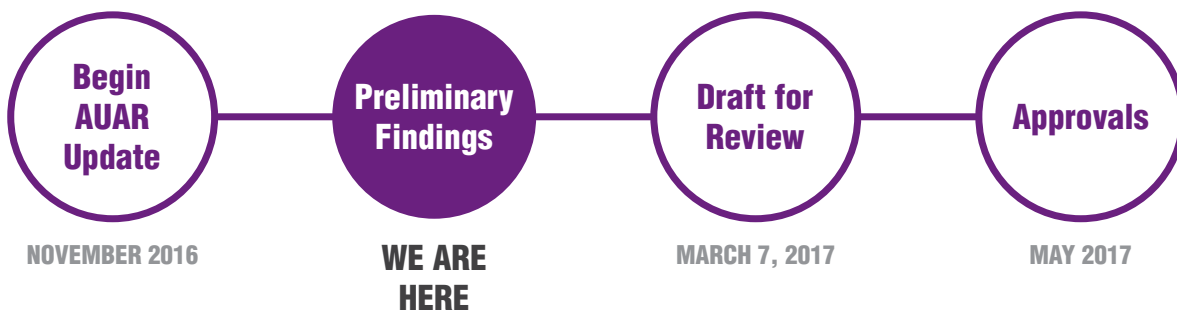 Begin
AUAR
Update
Preliminary
Findings
Draft for
Review
Approvals
NOVEMBER 2016
WE ARE
HERE
MARCH 7, 2017
MAY 2017